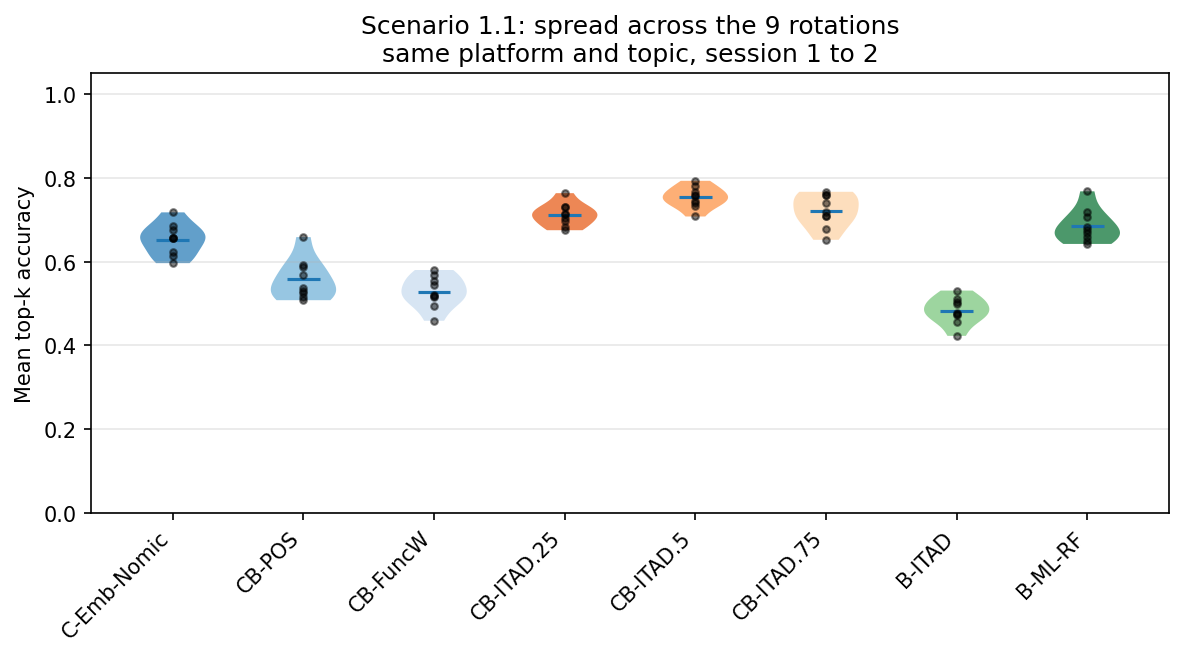 Scenario 1.1: spread across the 9 rotations
same platform and topic, session 1 to 2
Mean top-k accuracy
1.0
0.8
0.6
0.4
0.2
0.0
C-Emb-Nomic
CB-POS
CB-FuncW
CB-ITAD.25
CB-ITAD.5
CB-ITAD.75
B-ITAD
B-ML-RF